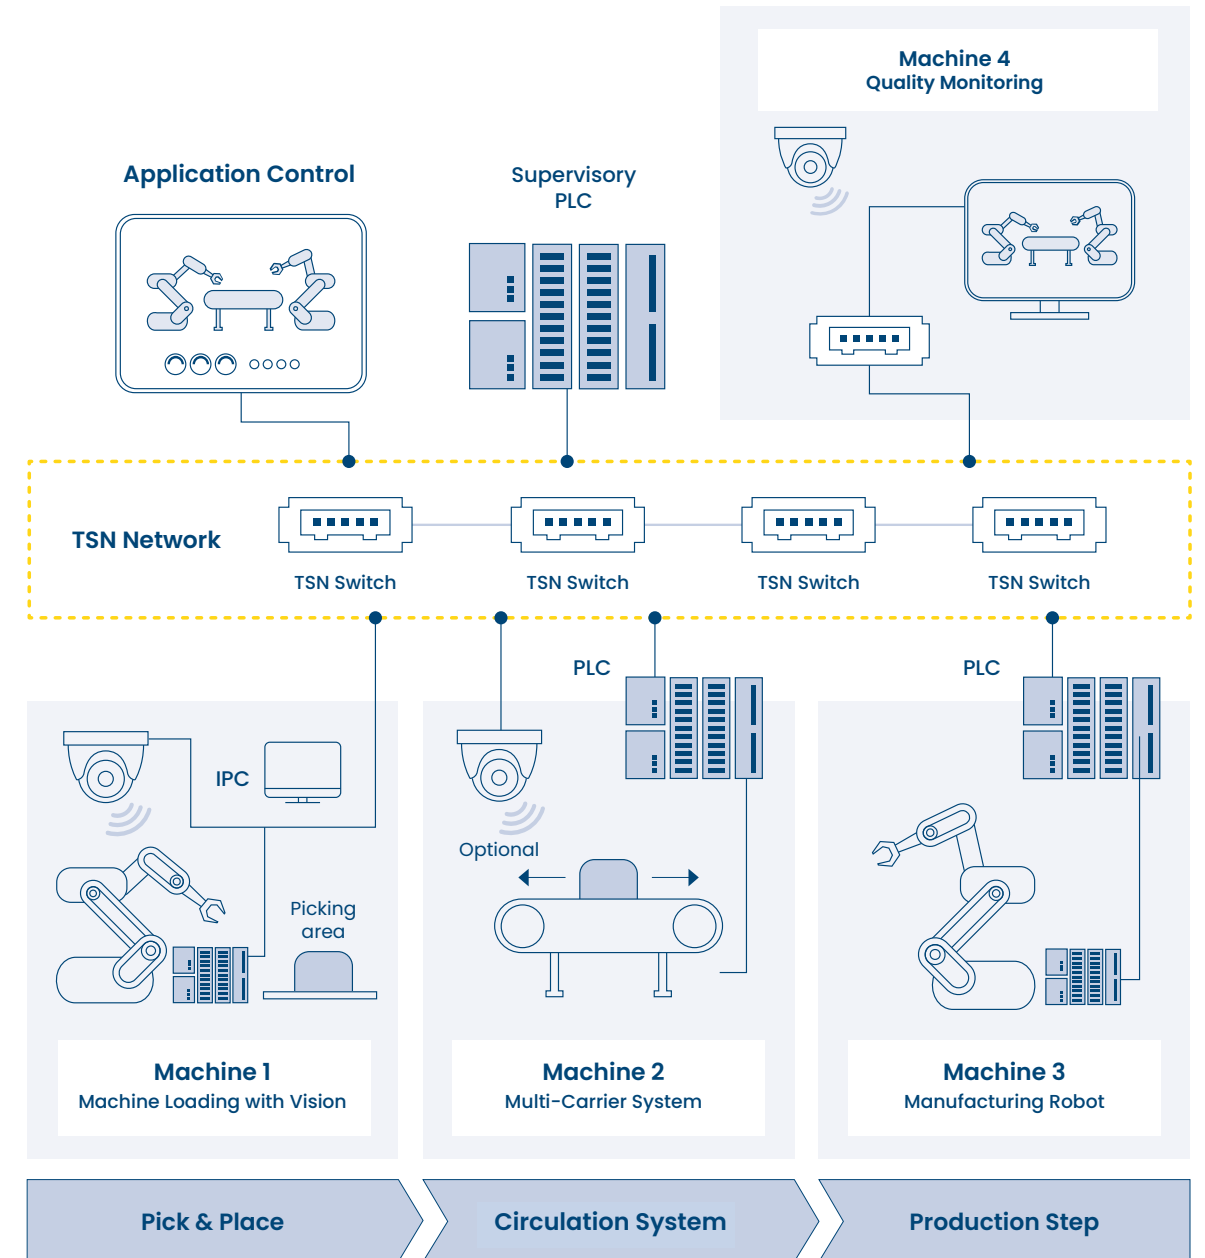 Machine 4
Quality Monitoring
Application Control
Supervisory
PLC
TSN Network
TSN Switch
TSN Switch
TSN Switch
TSN Switch
PLC
PLC
IPC
Optional
Picking
area
Machine 1
Machine Loading with Vision
Machine 2
Multi-Carrier System
Machine 3
Manufacturing Robot
Pick & Place
Circulation System
Production Step